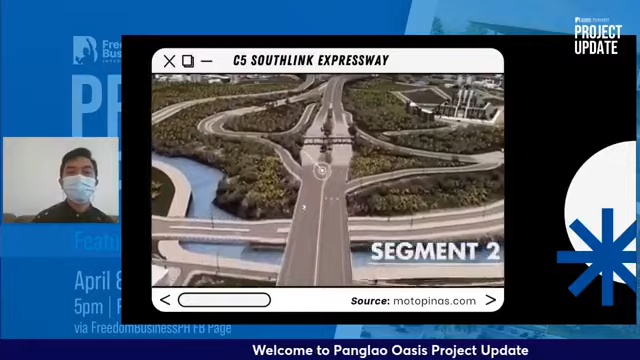 PROJECT
UPDATE
C5 SOUTHLINK EXPRESSWAY
SEGMENT 2
Source: motopinas.com
Featu
April 8
5pm | F
via FreedomBusinessPH FB Page
Welcome to Panglao Oasis Project Update